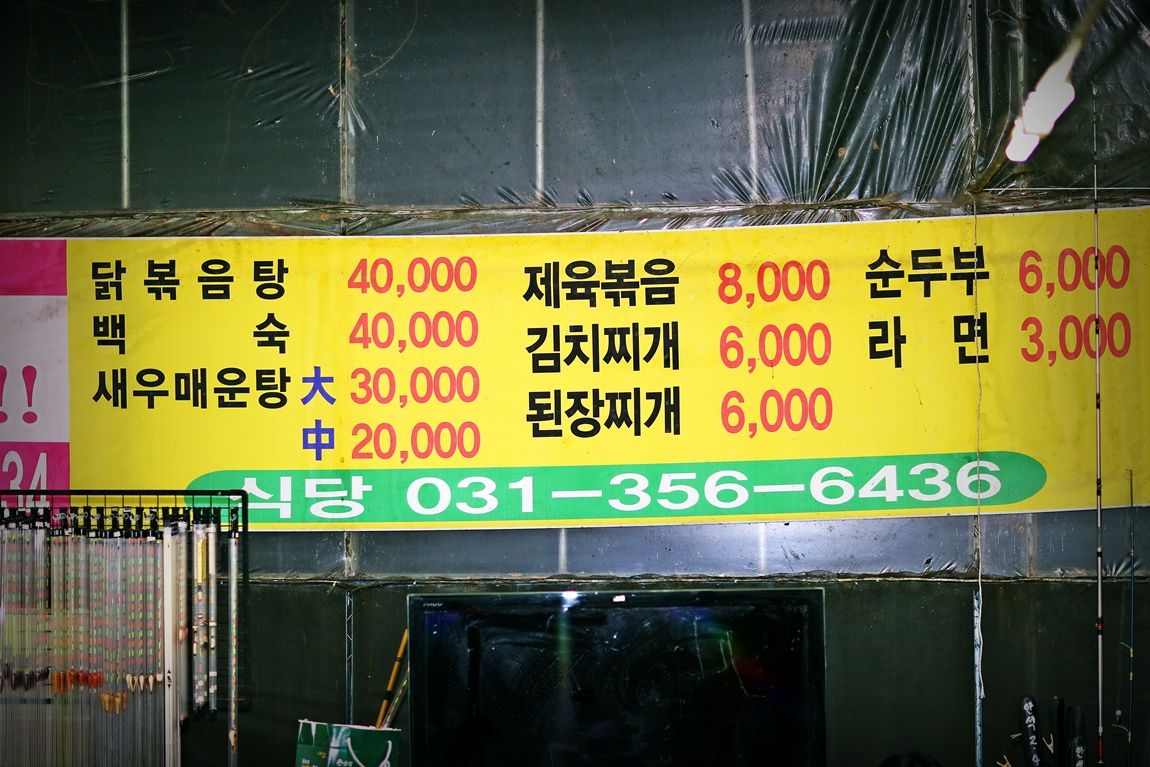 닭볶음탕 40,000
백숙 40,000
새우매운탕 大 30,000
中 20,000
제육볶음 8,000
김치찌개 6,000
된장찌개 6,000
순두부 6,000
라면 3,000
식당 031-356-6436
!!
34